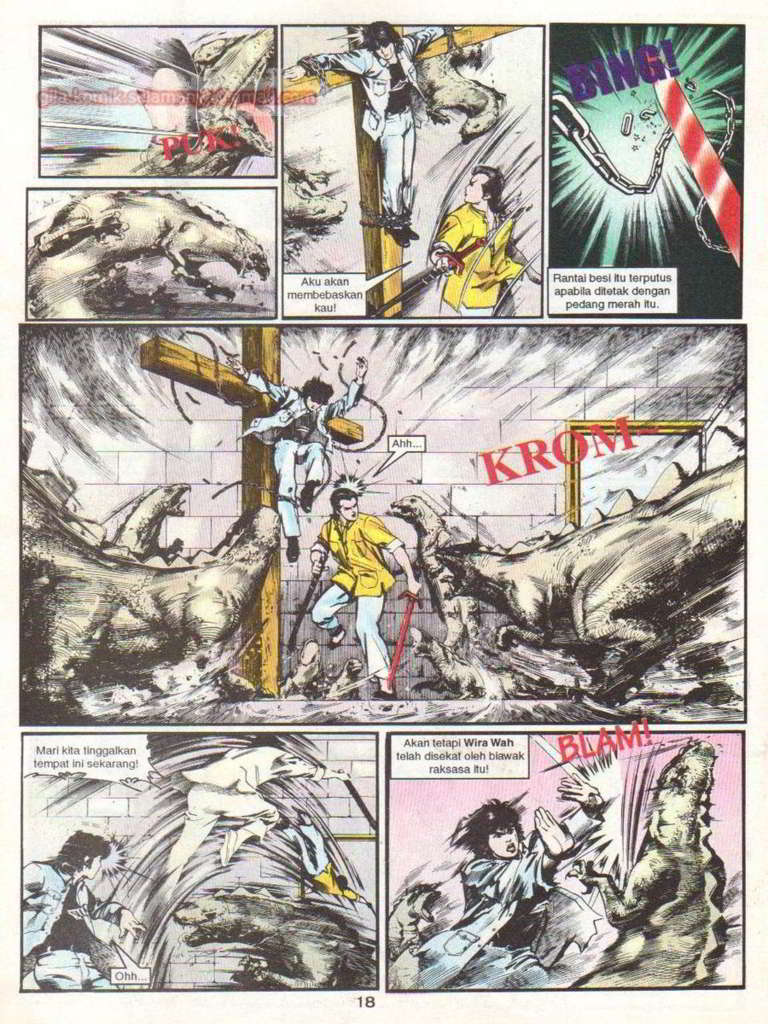 PUK!
Aku akan
membebaskan
kau!
BING!
Rantai besi itu terputus
apabila ditetak dengan
pedang merah itu.
Ahh...
KROM~
Mari kita tinggalkan
tempat ini sekarang!
Ohh...
Akan tetapi Wira Wah
telah disekat oleh biawak
raksasa itu!
BLAM!
18